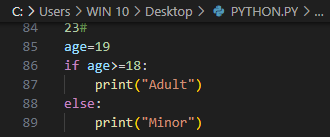 C: > Users > WIN 10 > Desktop > PYTHON.PY > ...
84 23#
85 age=19
86 if age>=18:
87     print("Adult")
88 else:
89     print("Minor")